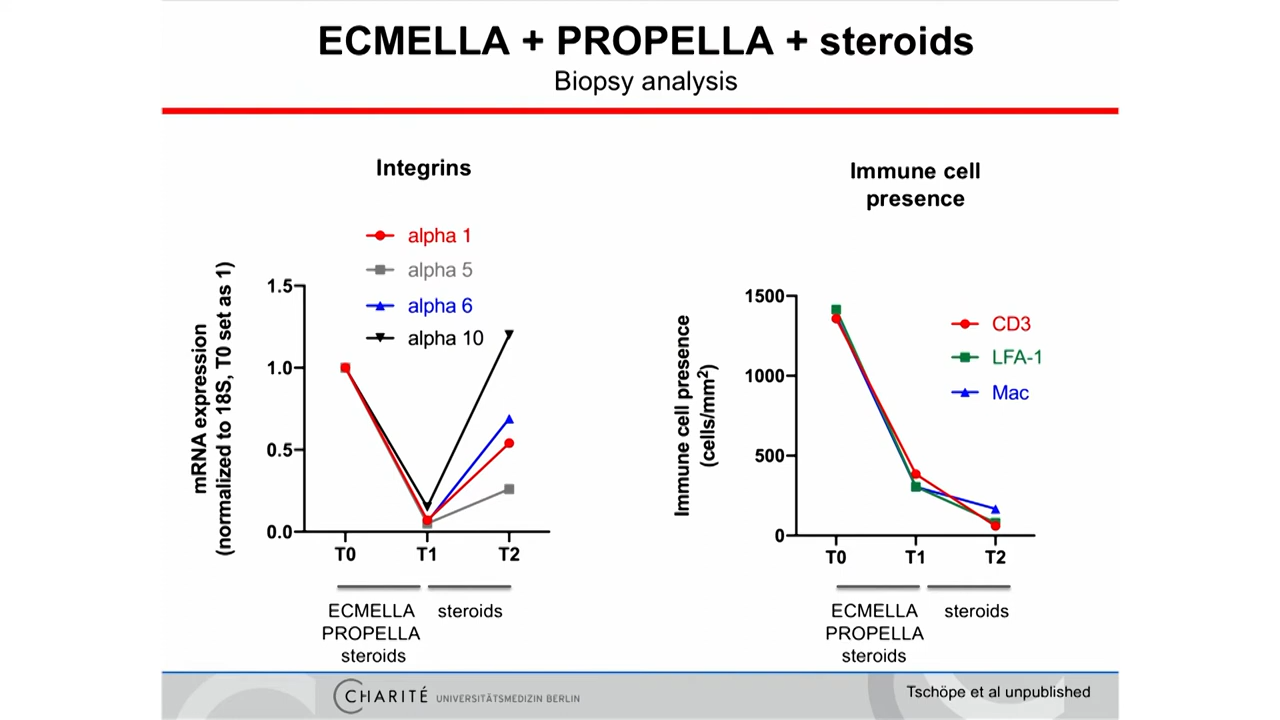 ECMELLA + PROPELLA + steroids
Biopsy analysis
Integrins
alpha 1
alpha 5
alpha 6
alpha 10
mRNA expression
(normalized to 18S, T0 set as 1)
1.5
1.0
0.5
0.0
T0 T1 T2
ECMELLA steroids
PROPELLA
steroids
Immune cell
presence
CD3
LFA-1
Mac
Immune cell presence
(cells/mm²)
1500
1000
500
0
T0 T1 T2
ECMELLA steroids
PROPELLA
steroids
CHARITÉ UNIVERSITÄTSMEDIZIN BERLIN
Tschöpe et al unpublished